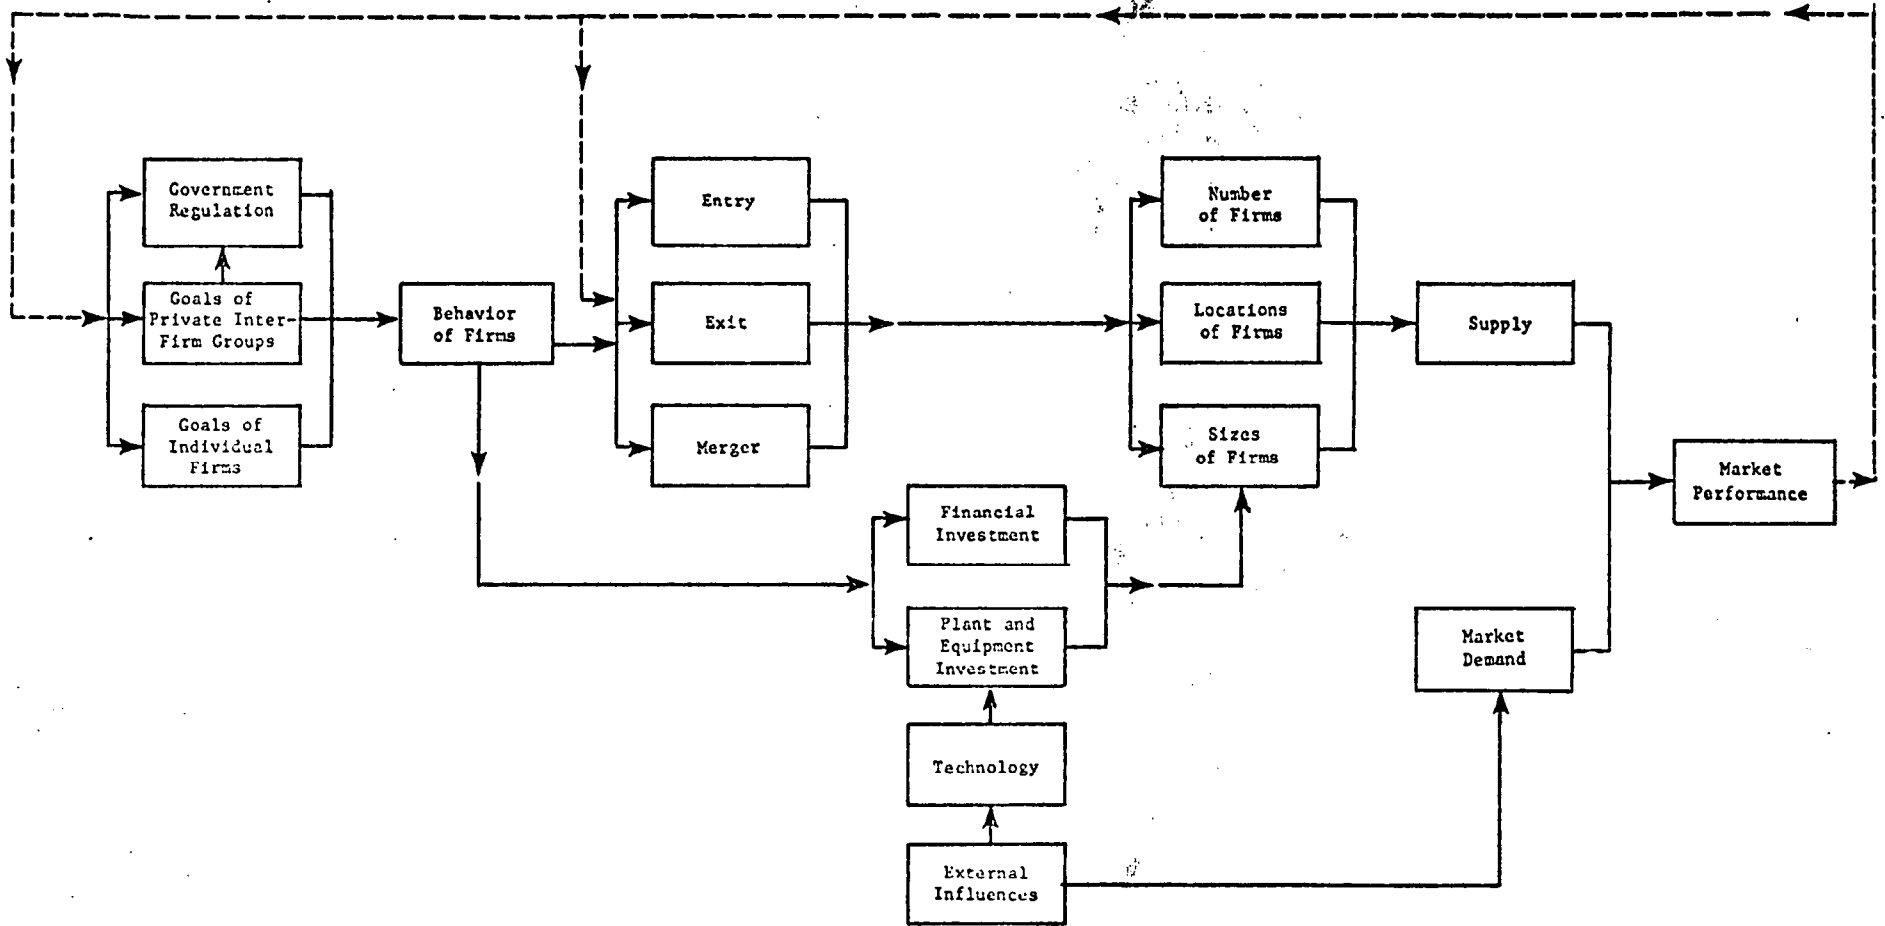 Government
Regulation
Goals of
Private Inter-
Firm Groups
Goals of
Individual
Firms
Behavior
of Firms
Entry
Exit
Merger
Financial
Investment
Plant and
Equipment
Investment
Technology
External
Influences
Number
of Firms
Locations
of Firms
Sizes
of Firms
Supply
Market
Demand
Market
Performance